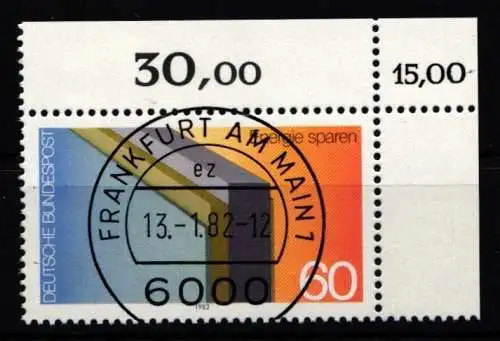 30,00
15,00
DEUTSCHE BUNDESPOST
Energie sparen
FRANKFURT AM MAIN 1
ez
13.-1.82-12
6000
60
1982